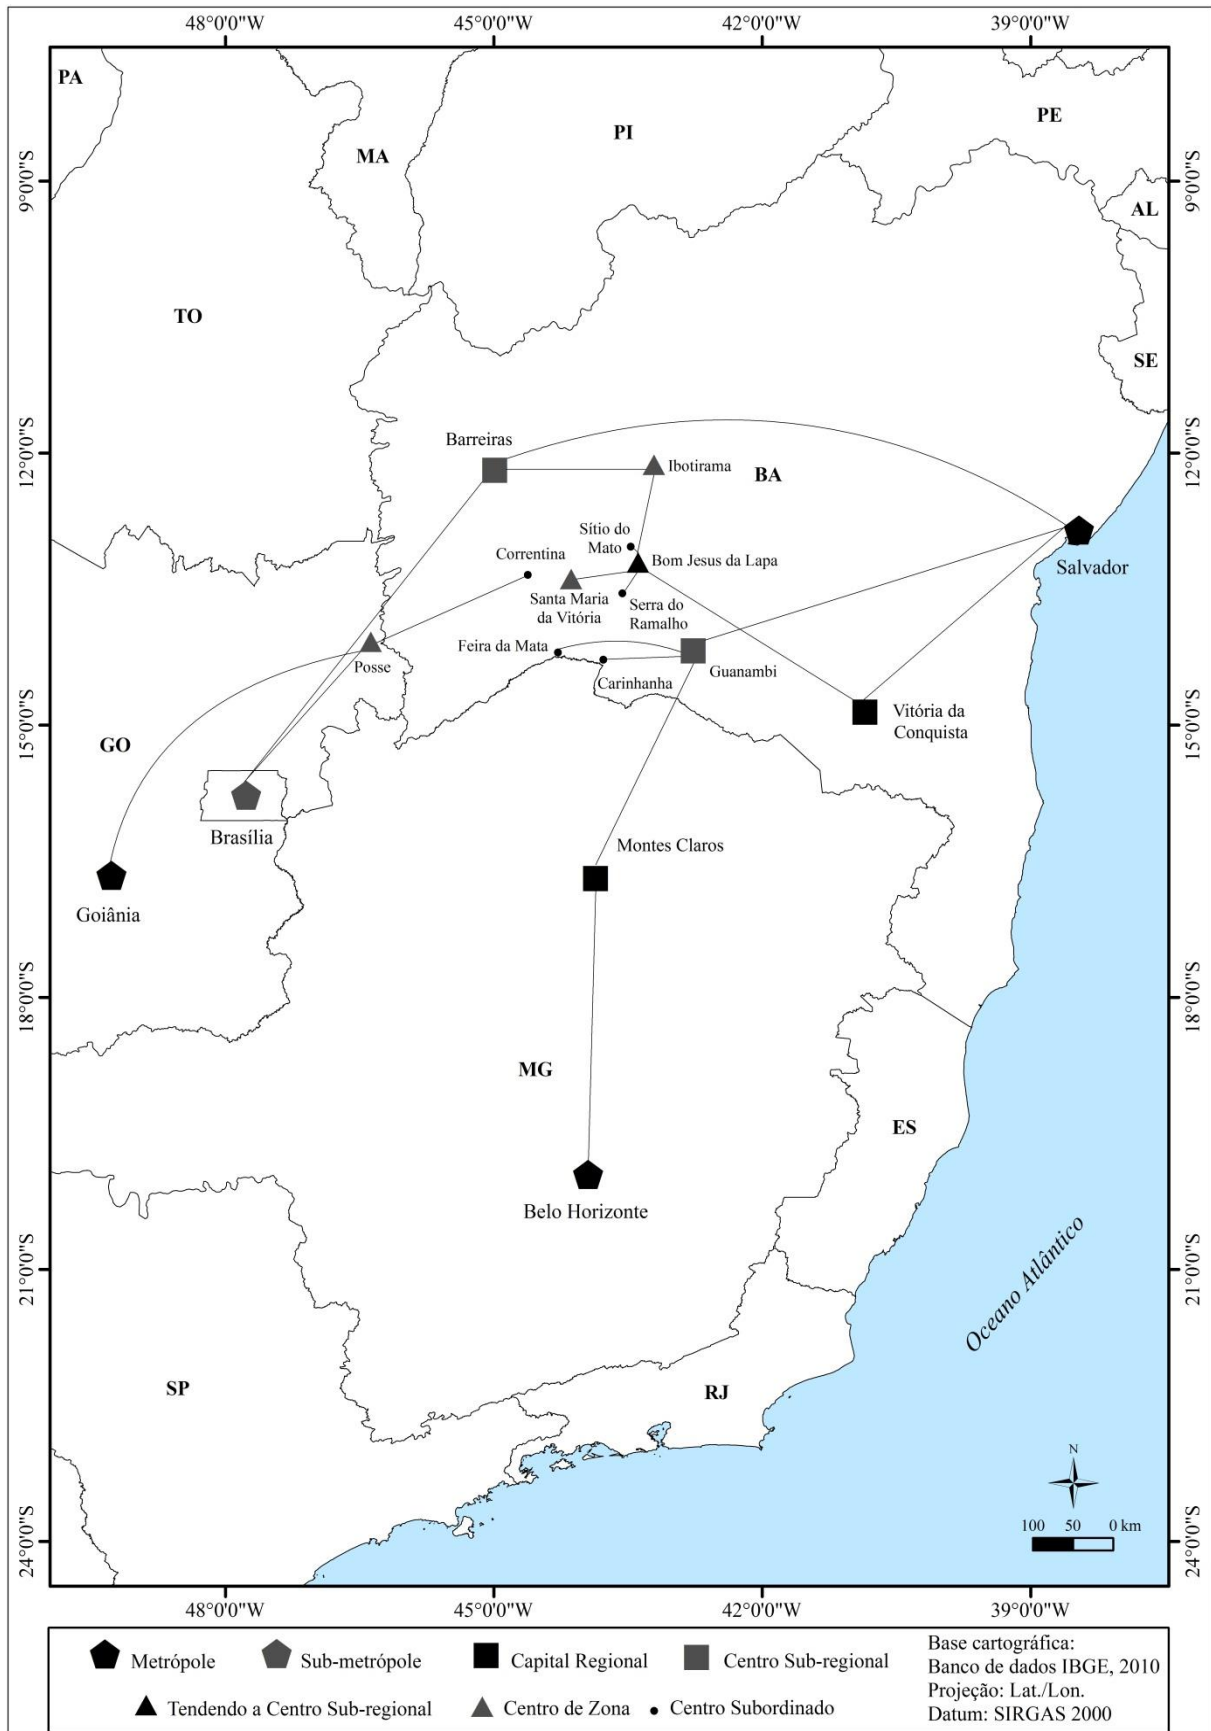 48°0'0"W 45°0'0"W 42°0'0"W 39°0'0"W
PA
PE
PI
MA
9°0'0"S 9°0'0"S
AL
TO
SE
12°0'0"S 12°0'0"S
Barreiras
Ibotirama
BA
Sítio do
Mato
Correntina
Bom Jesus da Lapa
Salvador
Santa Maria
da Vitória
Serra do
Ramalho
Feira da Mata
Posse
Guanambi
Carinhanha
Vitória da
Conquista
15°0'0"S 15°0'0"S
GO
Brasília
Montes Claros
Goiânia
18°0'0"S 18°0'0"S
MG
ES
Belo Horizonte
21°0'0"S 21°0'0"S
Oceano Atlântico
SP
RJ
N
100 50 0 km
24°0'0"S 24°0'0"S
48°0'0"W 45°0'0"W 42°0'0"W 39°0'0"W
Metrópole Sub-metrópole Capital Regional Centro Sub-regional
Tendendo a Centro Sub-regional Centro de Zona Centro Subordinado
Base cartográfica:
Banco de dados IBGE, 2010
Projeção: Lat./Lon.
Datum: SIRGAS 2000